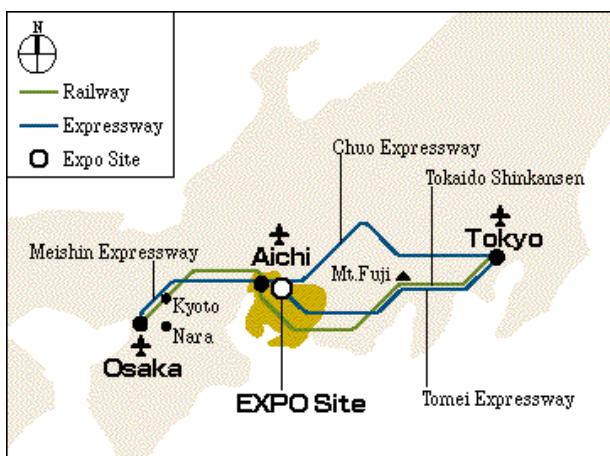 N
Railway
Expressway
Expo Site
Chuo Expressway
Tokaido Shinkansen
Tokyo
Meishin Expressway
Aichi
Mt.Fuji
Kyoto
Nara
Osaka
EXPO Site
Tomei Expressway